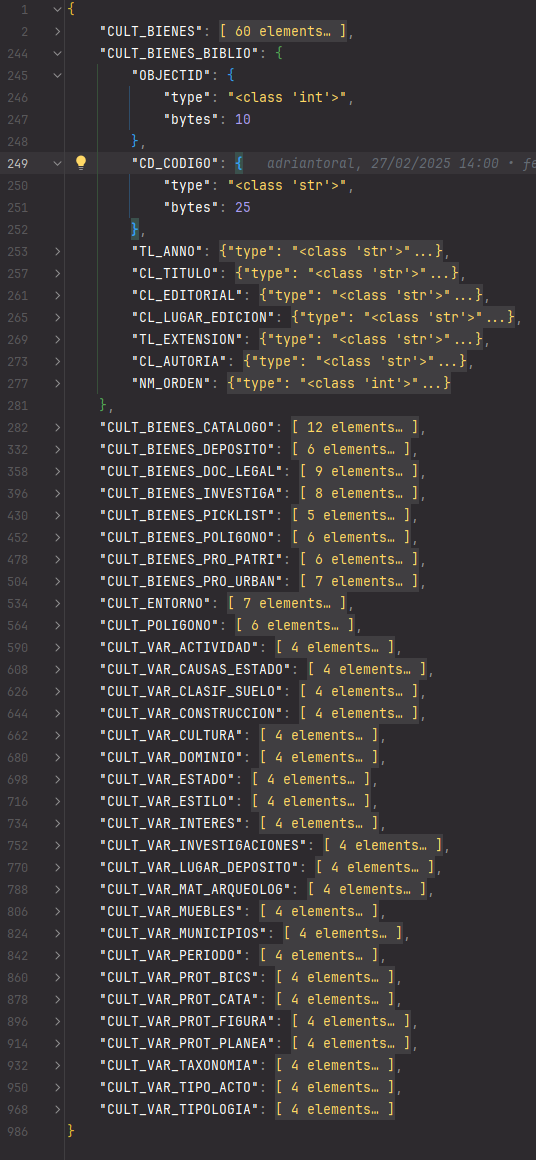 1 {
2 "CULT_BIENES": [ 60 elements… ],
244 "CULT_BIENES_BIBLIO": {
245 "OBJECTID": {
246 "type": "<class 'int'>",
247 "bytes": 10
248 },
249 "CD_CODIGO": { adriantoral, 27/02/2025 14:00 • fe
250 "type": "<class 'str'>",
251 "bytes": 25
252 },
253 "TL_ANNO": {"type": "<class 'str'>"...},
257 "CL_TITULO": {"type": "<class 'str'>"...},
261 "CL_EDITORIAL": {"type": "<class 'str'>"...},
265 "CL_LUGAR_EDICION": {"type": "<class 'str'>"...},
269 "TL_EXTENSION": {"type": "<class 'str'>"...},
273 "CL_AUTORIA": {"type": "<class 'str'>"...},
277 "NM_ORDEN": {"type": "<class 'int'>"...}
281 },
282 "CULT_BIENES_CATALOGO": [ 12 elements… ],
332 "CULT_BIENES_DEPOSITO": [ 6 elements… ],
358 "CULT_BIENES_DOC_LEGAL": [ 9 elements… ],
396 "CULT_BIENES_INVESTIGA": [ 8 elements… ],
430 "CULT_BIENES_PICKLIST": [ 5 elements… ],
452 "CULT_BIENES_POLIGONO": [ 6 elements… ],
478 "CULT_BIENES_PRO_PATRI": [ 6 elements… ],
504 "CULT_BIENES_PRO_URBAN": [ 7 elements… ],
534 "CULT_ENTORNO": [ 7 elements… ],
564 "CULT_POLIGONO": [ 6 elements… ],
590 "CULT_VAR_ACTIVIDAD": [ 4 elements… ],
608 "CULT_VAR_CAUSAS_ESTADO": [ 4 elements… ],
626 "CULT_VAR_CLASIF_SUELO": [ 4 elements… ],
644 "CULT_VAR_CONSTRUCCION": [ 4 elements… ],
662 "CULT_VAR_CULTURA": [ 4 elements… ],
680 "CULT_VAR_DOMINIO": [ 4 elements… ],
698 "CULT_VAR_ESTADO": [ 4 elements… ],
716 "CULT_VAR_ESTILO": [ 4 elements… ],
734 "CULT_VAR_INTERES": [ 4 elements… ],
752 "CULT_VAR_INVESTIGACIONES": [ 4 elements… ],
770 "CULT_VAR_LUGAR_DEPOSITO": [ 4 elements… ],
788 "CULT_VAR_MAT_ARQUEOLOG": [ 4 elements… ],
806 "CULT_VAR_MUEBLES": [ 4 elements… ],
824 "CULT_VAR_MUNICIPIOS": [ 4 elements… ],
842 "CULT_VAR_PERIODO": [ 4 elements… ],
860 "CULT_VAR_PROT_BICS": [ 4 elements… ],
878 "CULT_VAR_PROT_CATA": [ 4 elements… ],
896 "CULT_VAR_PROT_FIGURA": [ 4 elements… ],
914 "CULT_VAR_PROT_PLANEA": [ 4 elements… ],
932 "CULT_VAR_TAXONOMIA": [ 4 elements… ],
950 "CULT_VAR_TIPO_ACTO": [ 4 elements… ],
968 "CULT_VAR_TIPOLOGIA": [ 4 elements… ]
986 }